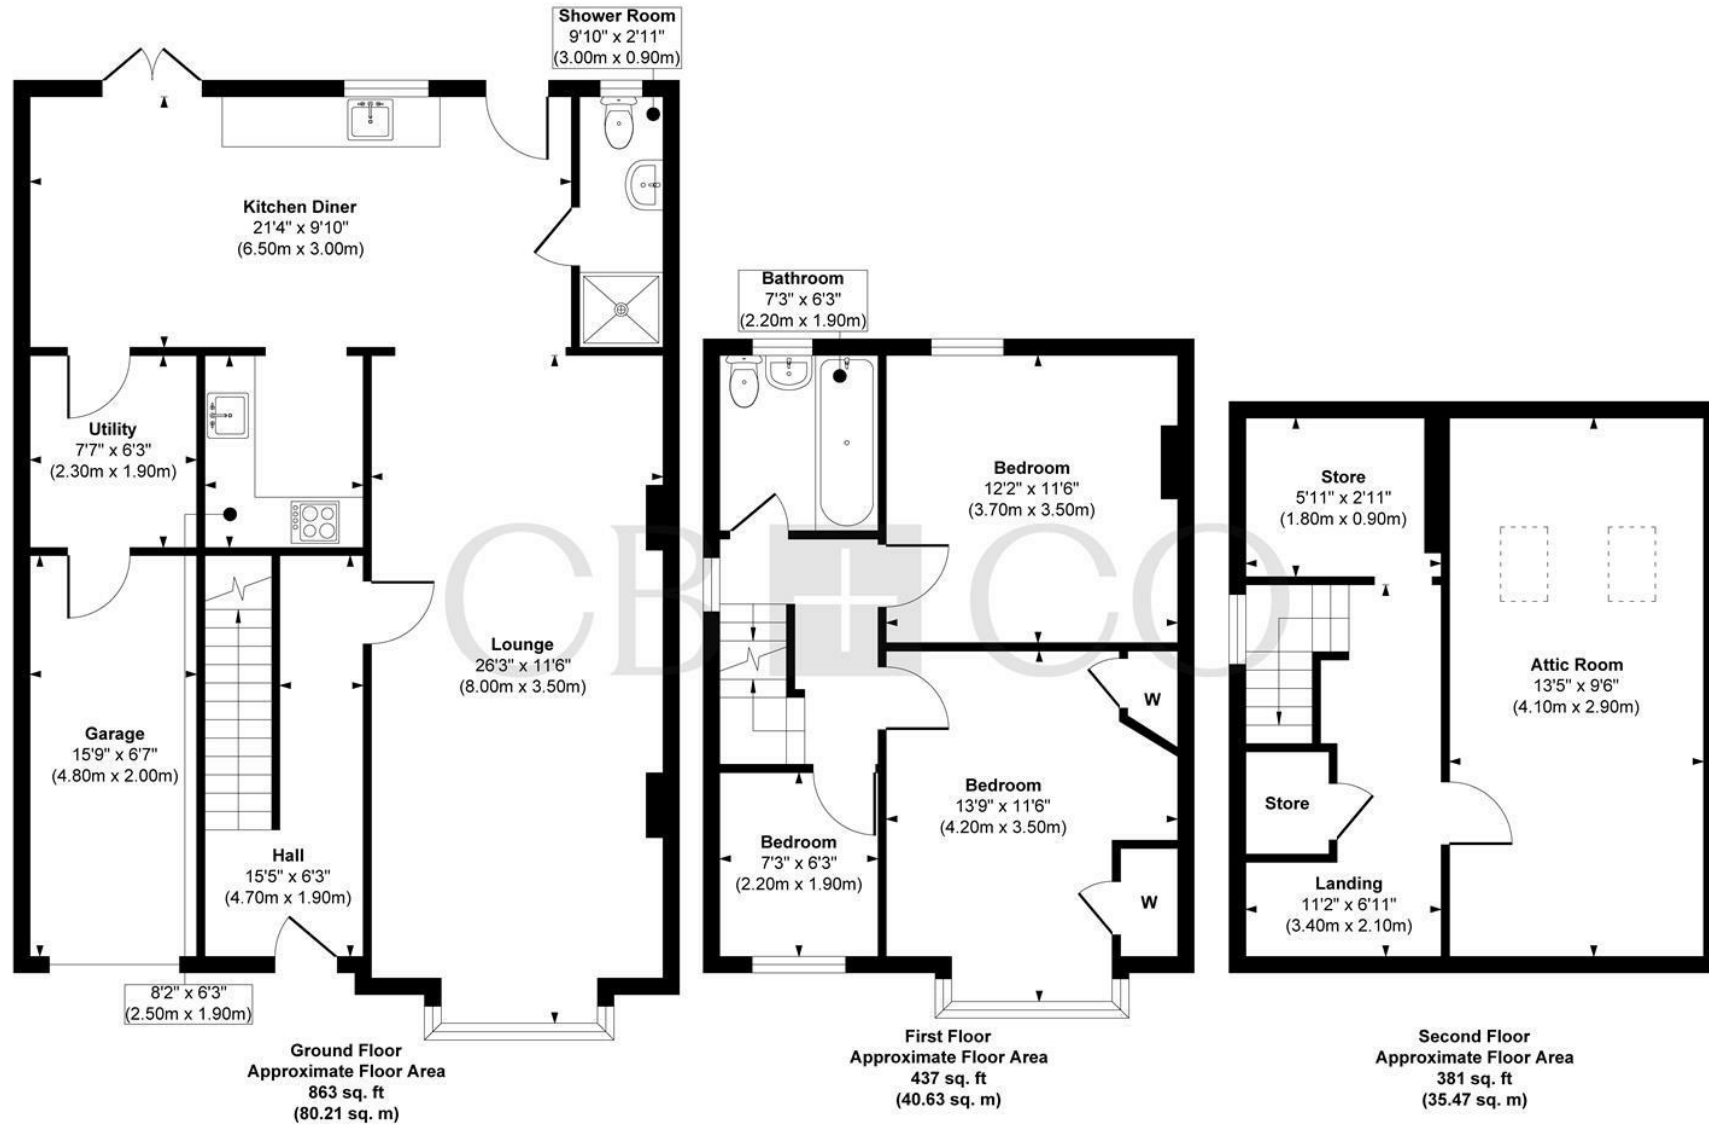 Shower Room
9'10" x 2'11"
(3.00m x 0.90m)
Kitchen Diner
21'4" x 9'10"
(6.50m x 3.00m)
Utility
7'7" x 6'3"
(2.30m x 1.90m)
Lounge
26'3" x 11'6"
(8.00m x 3.50m)
Garage
15'9" x 6'7"
(4.80m x 2.00m)
Hall
15'5" x 6'3"
(4.70m x 1.90m)
8'2" x 6'3"
(2.50m x 1.90m)
Ground Floor
Approximate Floor Area
863 sq. ft
(80.21 sq. m)
Bathroom
7'3" x 6'3"
(2.20m x 1.90m)
Bedroom
12'2" x 11'6"
(3.70m x 3.50m)
CB CO
W
Bedroom
13'9" x 11'6"
(4.20m x 3.50m)
Bedroom
7'3" x 6'3"
(2.20m x 1.90m)
W
First Floor
Approximate Floor Area
437 sq. ft
(40.63 sq. m)
Store
5'11" x 2'11"
(1.80m x 0.90m)
Attic Room
13'5" x 9'6"
(4.10m x 2.90m)
Store
Landing
11'2" x 6'11"
(3.40m x 2.10m)
Second Floor
Approximate Floor Area
381 sq. ft
(35.47 sq. m)